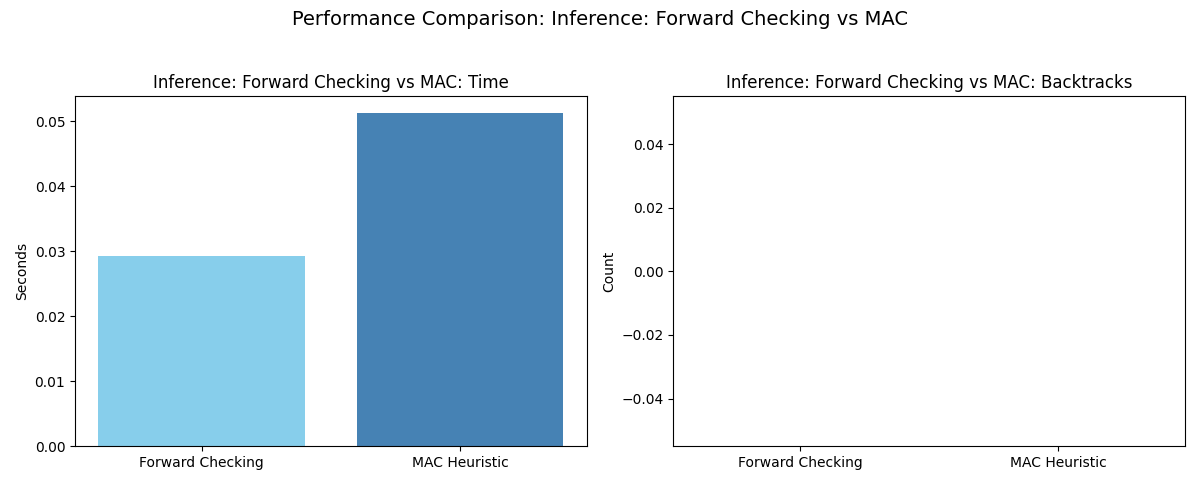 Performance Comparison: Inference: Forward Checking vs MAC
Inference: Forward Checking vs MAC: Time
Seconds
0.05
0.04
0.03
0.02
0.01
0.00
Forward Checking
MAC Heuristic
Inference: Forward Checking vs MAC: Backtracks
Count
0.04
0.02
0.00
−0.02
−0.04
Forward Checking
MAC Heuristic